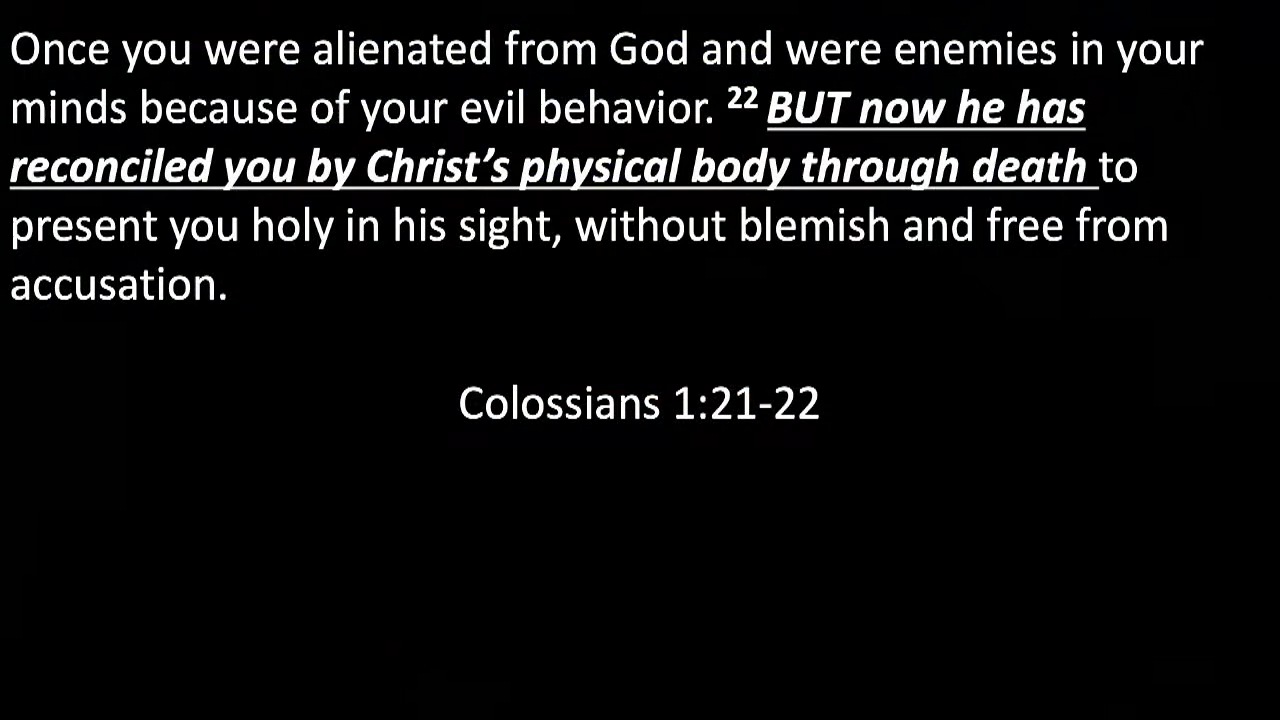 Once you were alienated from God and were enemies in your
minds because of your evil behavior. 22 BUT now he has
reconciled you by Christ’s physical body through death to
present you holy in his sight, without blemish and free from
accusation.
Colossians 1:21-22